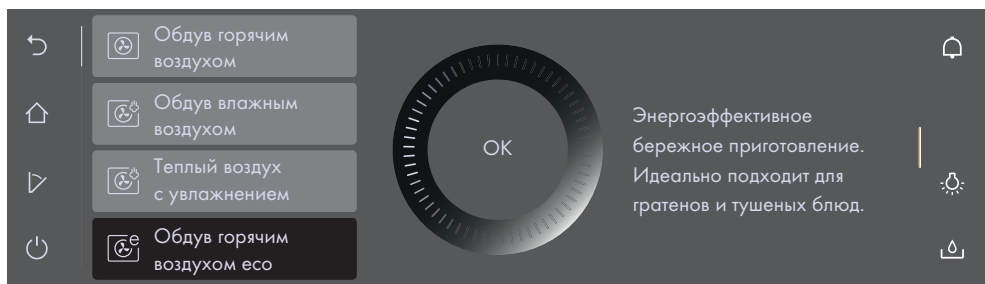 Обдув горячим
воздухом
Обдув влажным
воздухом
Теплый воздух
с увлажнением
e
Обдув горячим
воздухом eco
OK
Энергоэффективное
бережное приготовление.
Идеально подходит для
гратенов и тушеных блюд.